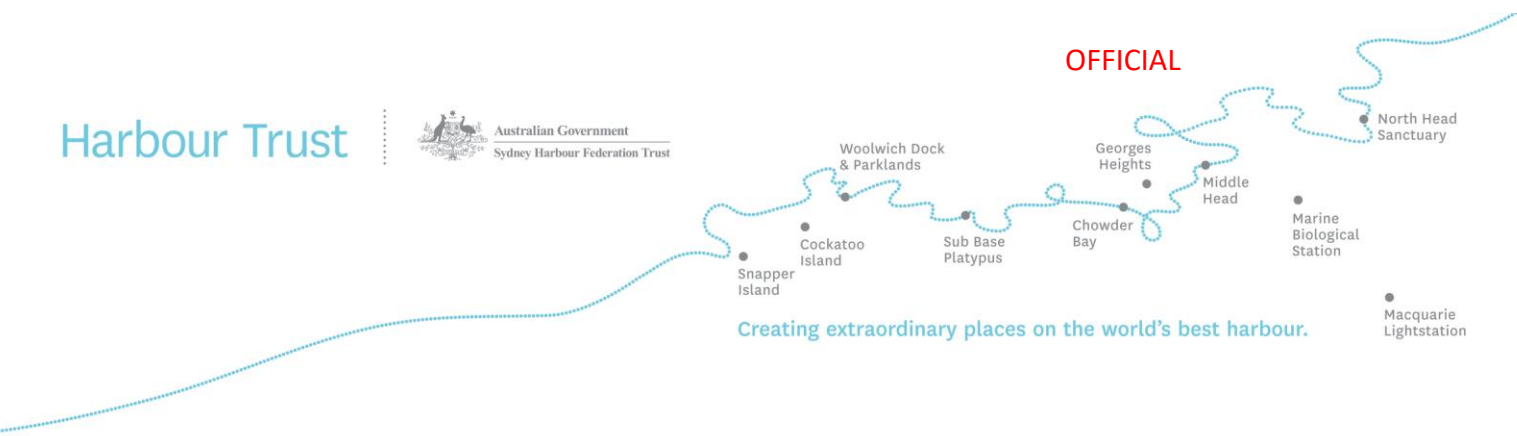 OFFICIAL
Harbour Trust
Australian Government
Sydney Harbour Federation Trust
Woolwich Dock
& Parklands
Georges
Heights
North Head
Sanctuary
Middle
Head
Marine
Biological
Station
Chowder
Bay
Sub Base
Platypus
Cockatoo
Island
Snapper
Island
Macquarie
Lightstation
Creating extraordinary places on the world's best harbour.